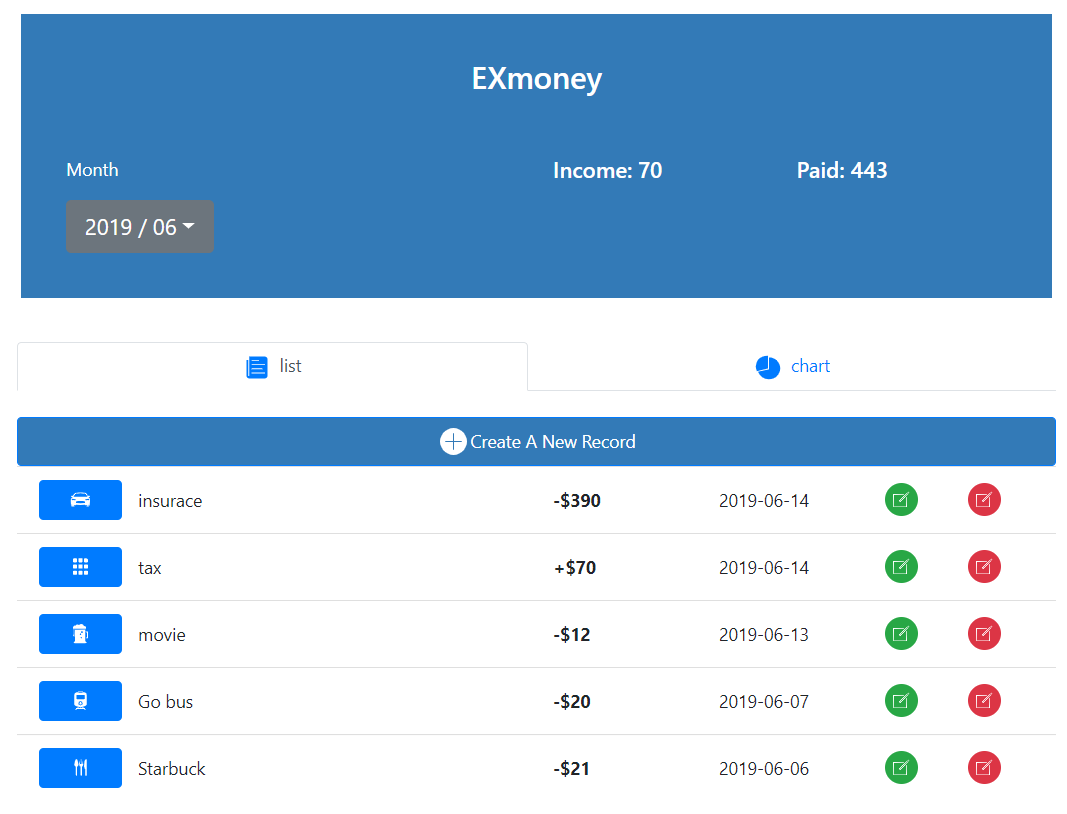 EXmoney
Month
Income: 70
Paid: 443
2019 / 06
list
chart
Create A New Record
insurace -$390 2019-06-14
tax +$70 2019-06-14
movie -$12 2019-06-13
Go bus -$20 2019-06-07
Starbuck -$21 2019-06-06